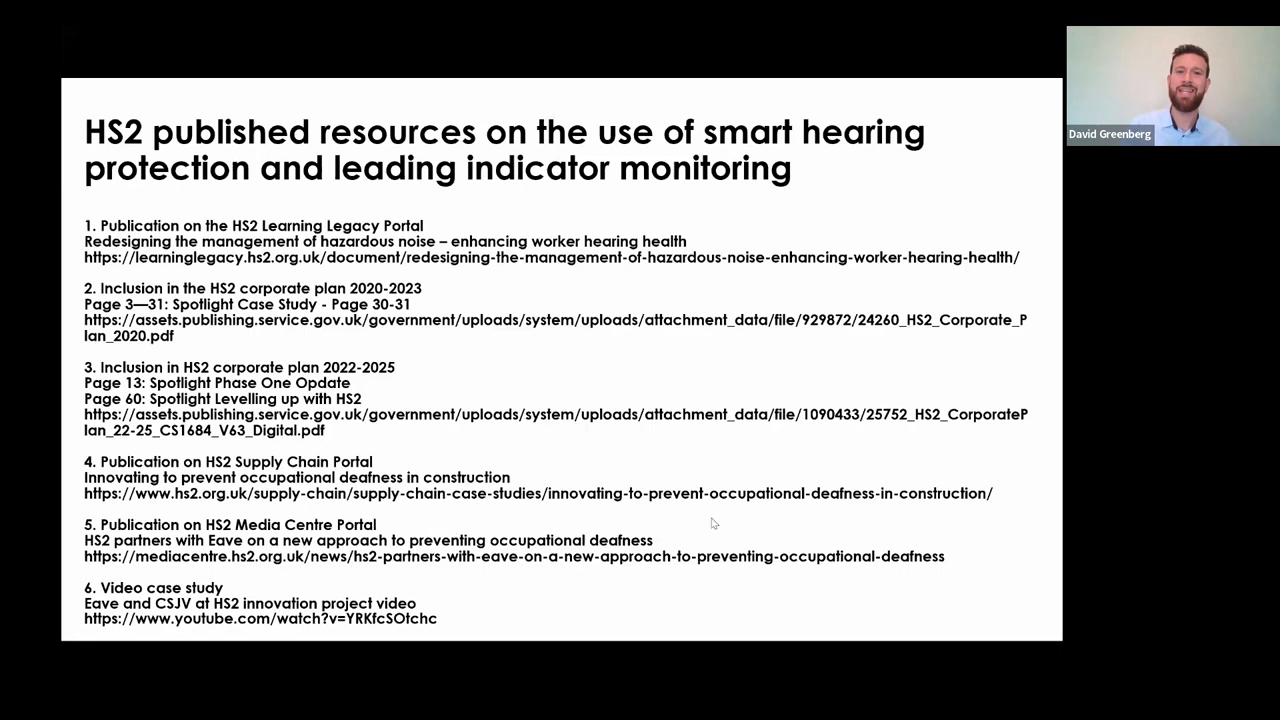 HS2 published resources on the use of smart hearing
protection and leading indicator monitoring
David Greenberg
1. Publication on the HS2 Learning Legacy Portal
Redesigning the management of hazardous noise – enhancing worker hearing health
https://learninglegacy.hs2.org.uk/document/redesigning-the-management-of-hazardous-noise-enhancing-worker-hearing-health/
2. Inclusion in the HS2 corporate plan 2020-2023
Page 3—31: Spotlight Case Study - Page 30-31
https://assets.publishing.service.gov.uk/government/uploads/system/uploads/attachment_data/file/929872/24260_HS2_Corporate_P
lan_2020.pdf
3. Inclusion in HS2 corporate plan 2022-2025
Page 13: Spotlight Phase One Opdate
Page 60: Spotlight Levelling up with HS2
https://assets.publishing.service.gov.uk/government/uploads/system/uploads/attachment_data/file/1090433/25752_HS2_CorporateP
lan_22-25_CS1684_V63_Digital.pdf
4. Publication on HS2 Supply Chain Portal
Innovating to prevent occupational deafness in construction
https://www.hs2.org.uk/supply-chain/supply-chain-case-studies/innovating-to-prevent-occupational-deafness-in-construction/
5. Publication on HS2 Media Centre Portal
HS2 partners with Eave on a new approach to preventing occupational deafness
https://mediacentre.hs2.org.uk/news/hs2-partners-with-eave-on-a-new-approach-to-preventing-occupational-deafness
6. Video case study
Eave and CSJV at HS2 innovation project video
https://www.youtube.com/watch?v=YRKfcSOtchc